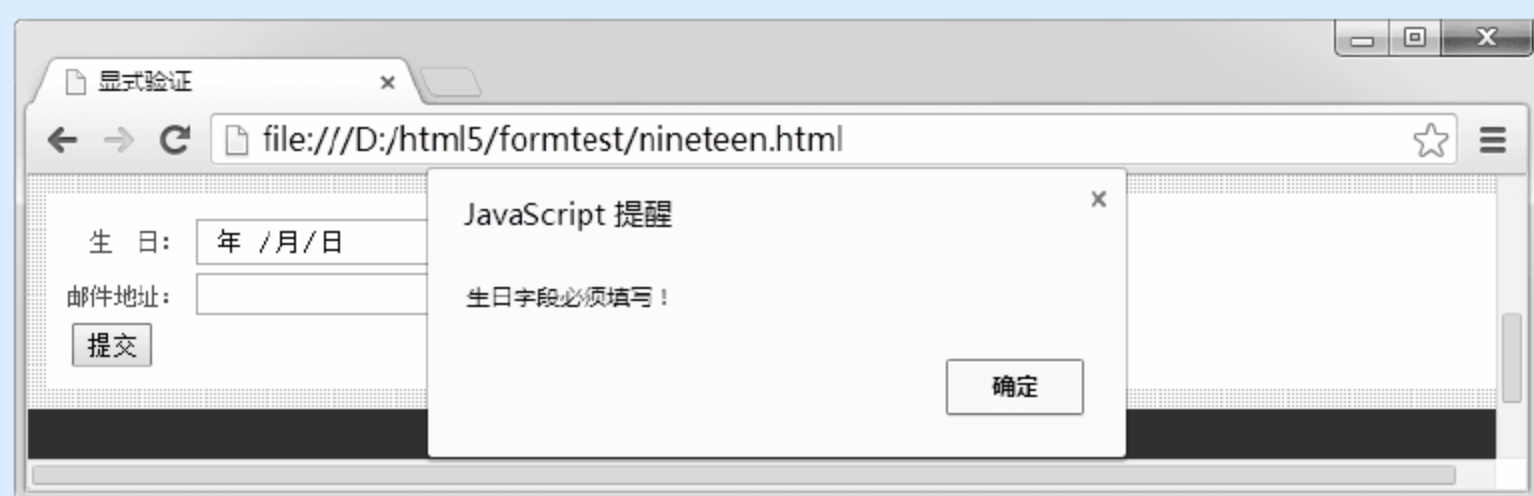 显式验证
file:///D:/html5/formtest/nineteen.html
JavaScript 提醒
生日字段必须填写！
确定
生 日: 年 /月/日
邮件地址:
提交